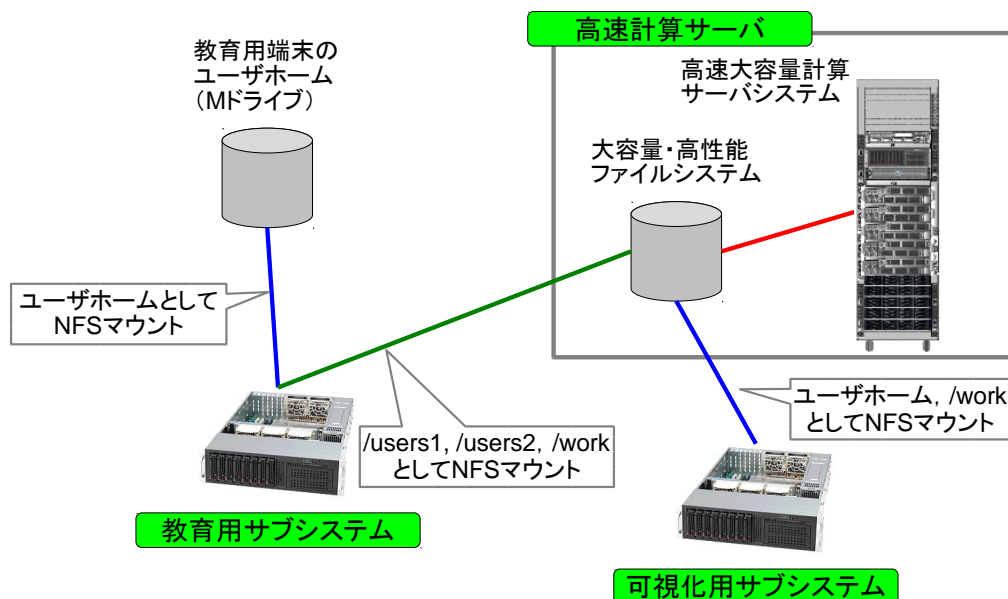 高速計算サーバ
教育用端末の
ユーザホーム
(Mドライブ)
高速大容量計算
サーバシステム
大容量・高性能
ファイルシステム
ユーザホームとして
NFSマウント
/users1, /users2, /work
としてNFSマウント
ユーザホーム, /work
としてNFSマウント
教育用サブシステム
可視化用サブシステム